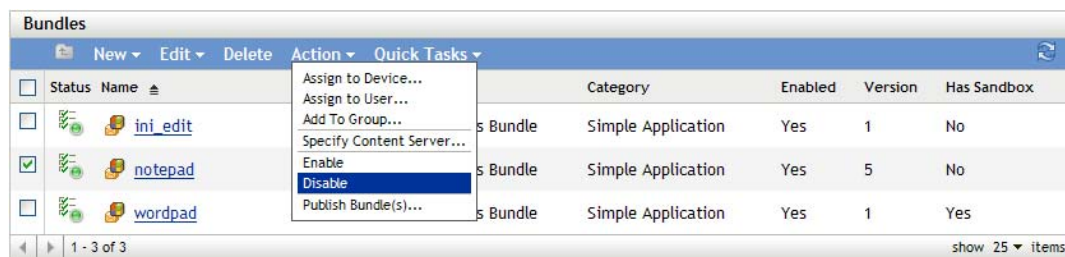 Bundles
New Edit Delete Action Quick Tasks
Status Name Category Enabled Version Has Sandbox
Assign to Device...
Assign to User...
Add To Group...
Specify Content Server...
Enable
Disable
Publish Bundle(s)...
ini_edit s Bundle Simple Application Yes 1 No
notepad s Bundle Simple Application Yes 5 No
wordpad s Bundle Simple Application Yes 1 Yes
1 - 3 of 3 show 25 items